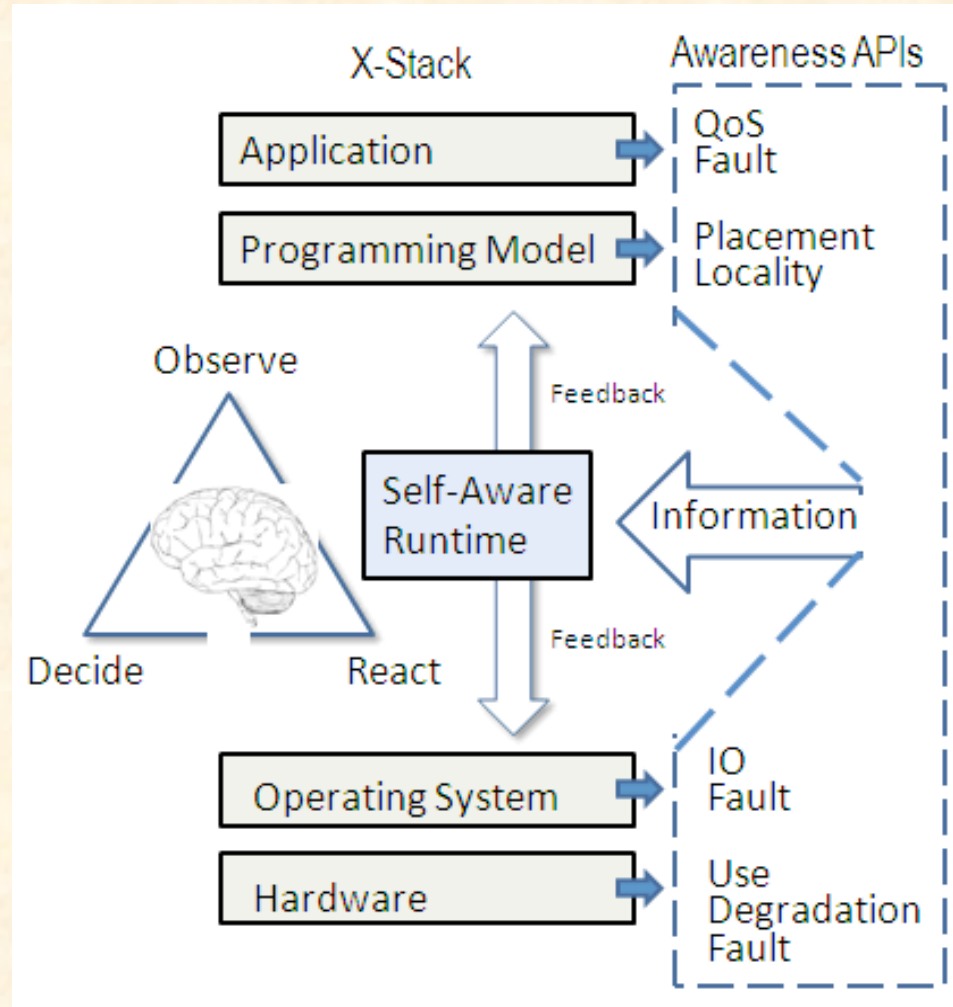 X-Stack
Awareness APIs
Application
QoS
Fault
Programming Model
Placement
Locality
Observe
Feedback
Self-Aware
Runtime
Information
Decide
React
Feedback
Operating System
IO
Fault
Hardware
Use
Degradation
Fault